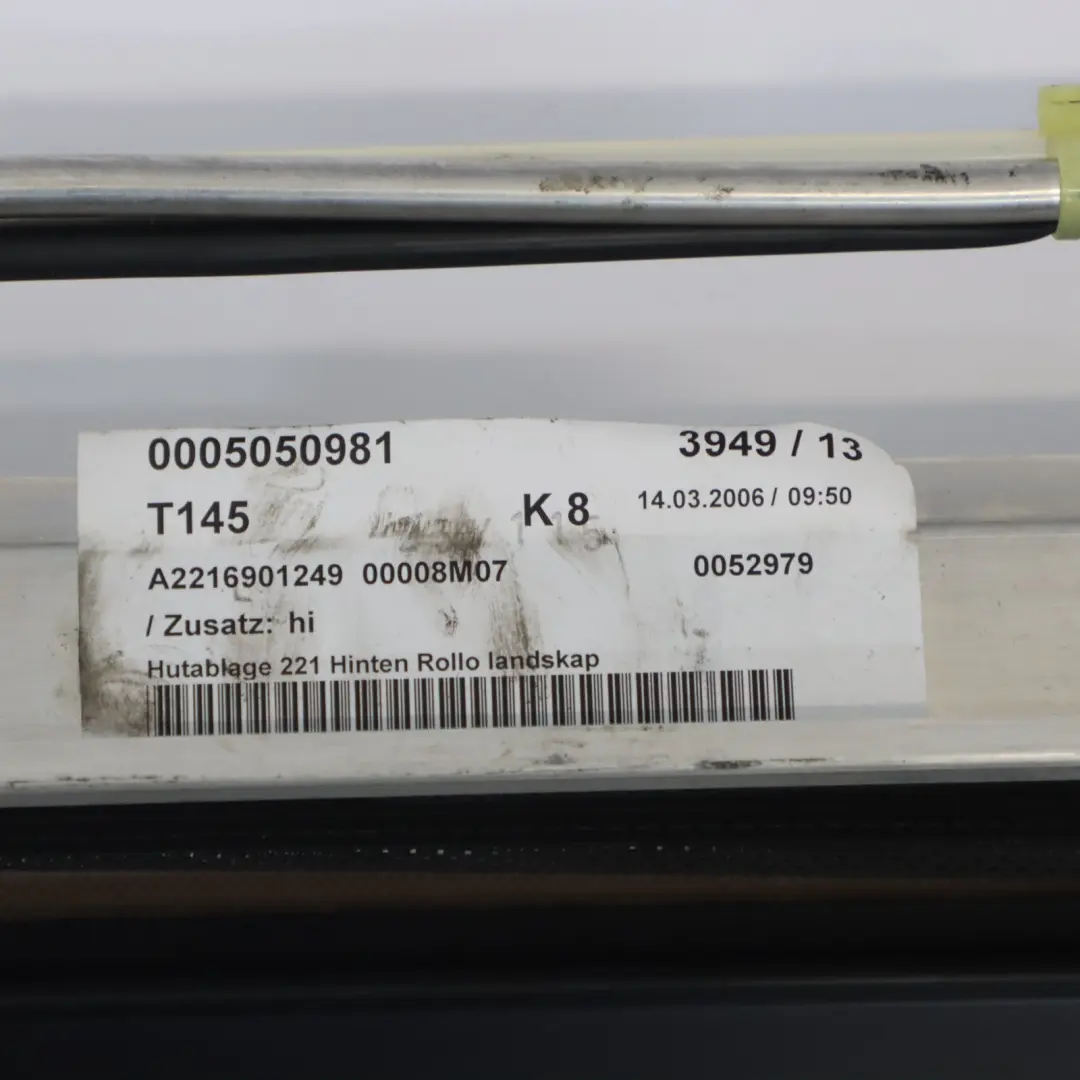 0005050981 3949 / 13
T145 K 8 14.03.2006 / 09:50
A2216901249 00008M07 0052979
/ Zusatz: hi
Hutablage 221 Hinten Rollo landskap